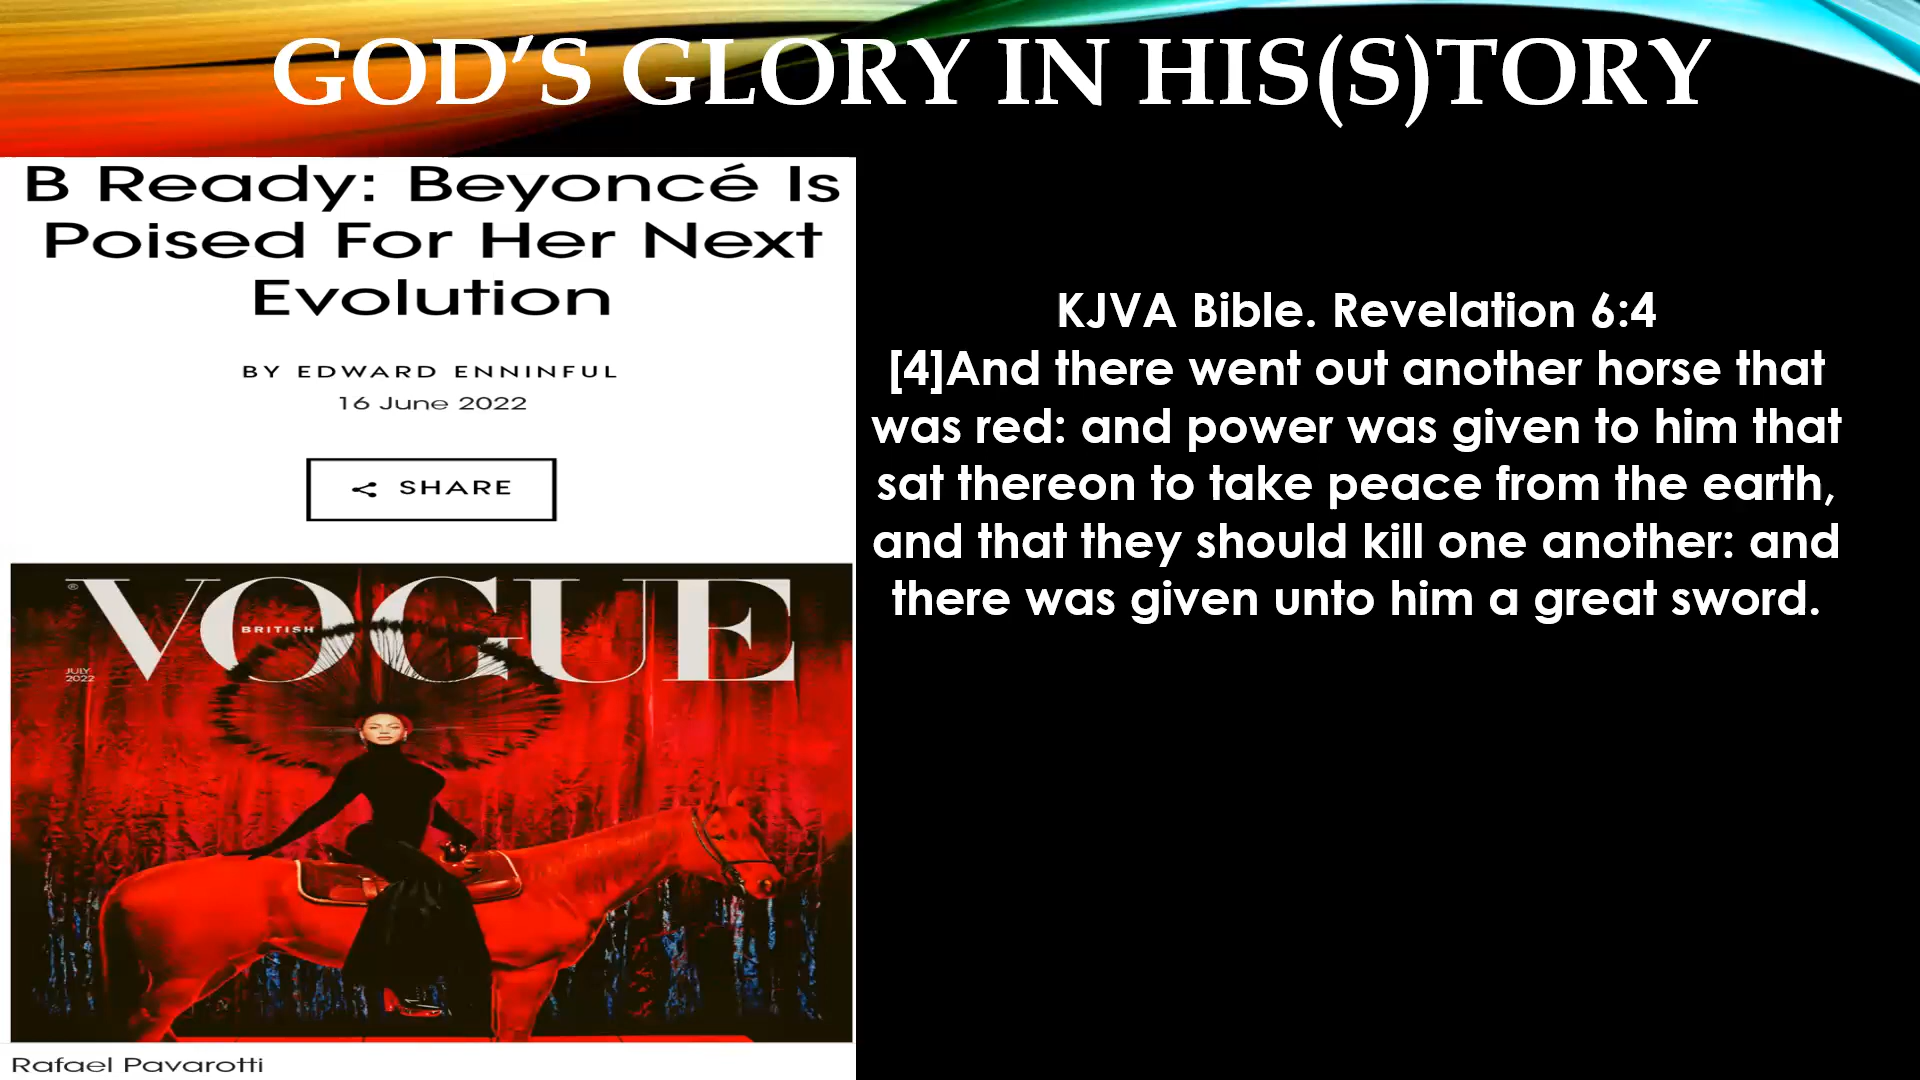 GOD'S GLORY IN HIS(S)TORY
B Ready: Beyoncé Is
Poised For Her Next
Evolution
BY EDWARD ENNINFUL
16 June 2022
SHARE
VOGUE
®
BRITISH
JULY
2022
Rafael Pavarotti
KJVA Bible. Revelation 6:4
[4]And there went out another horse that
was red: and power was given to him that
sat thereon to take peace from the earth,
and that they should kill one another: and
there was given unto him a great sword.